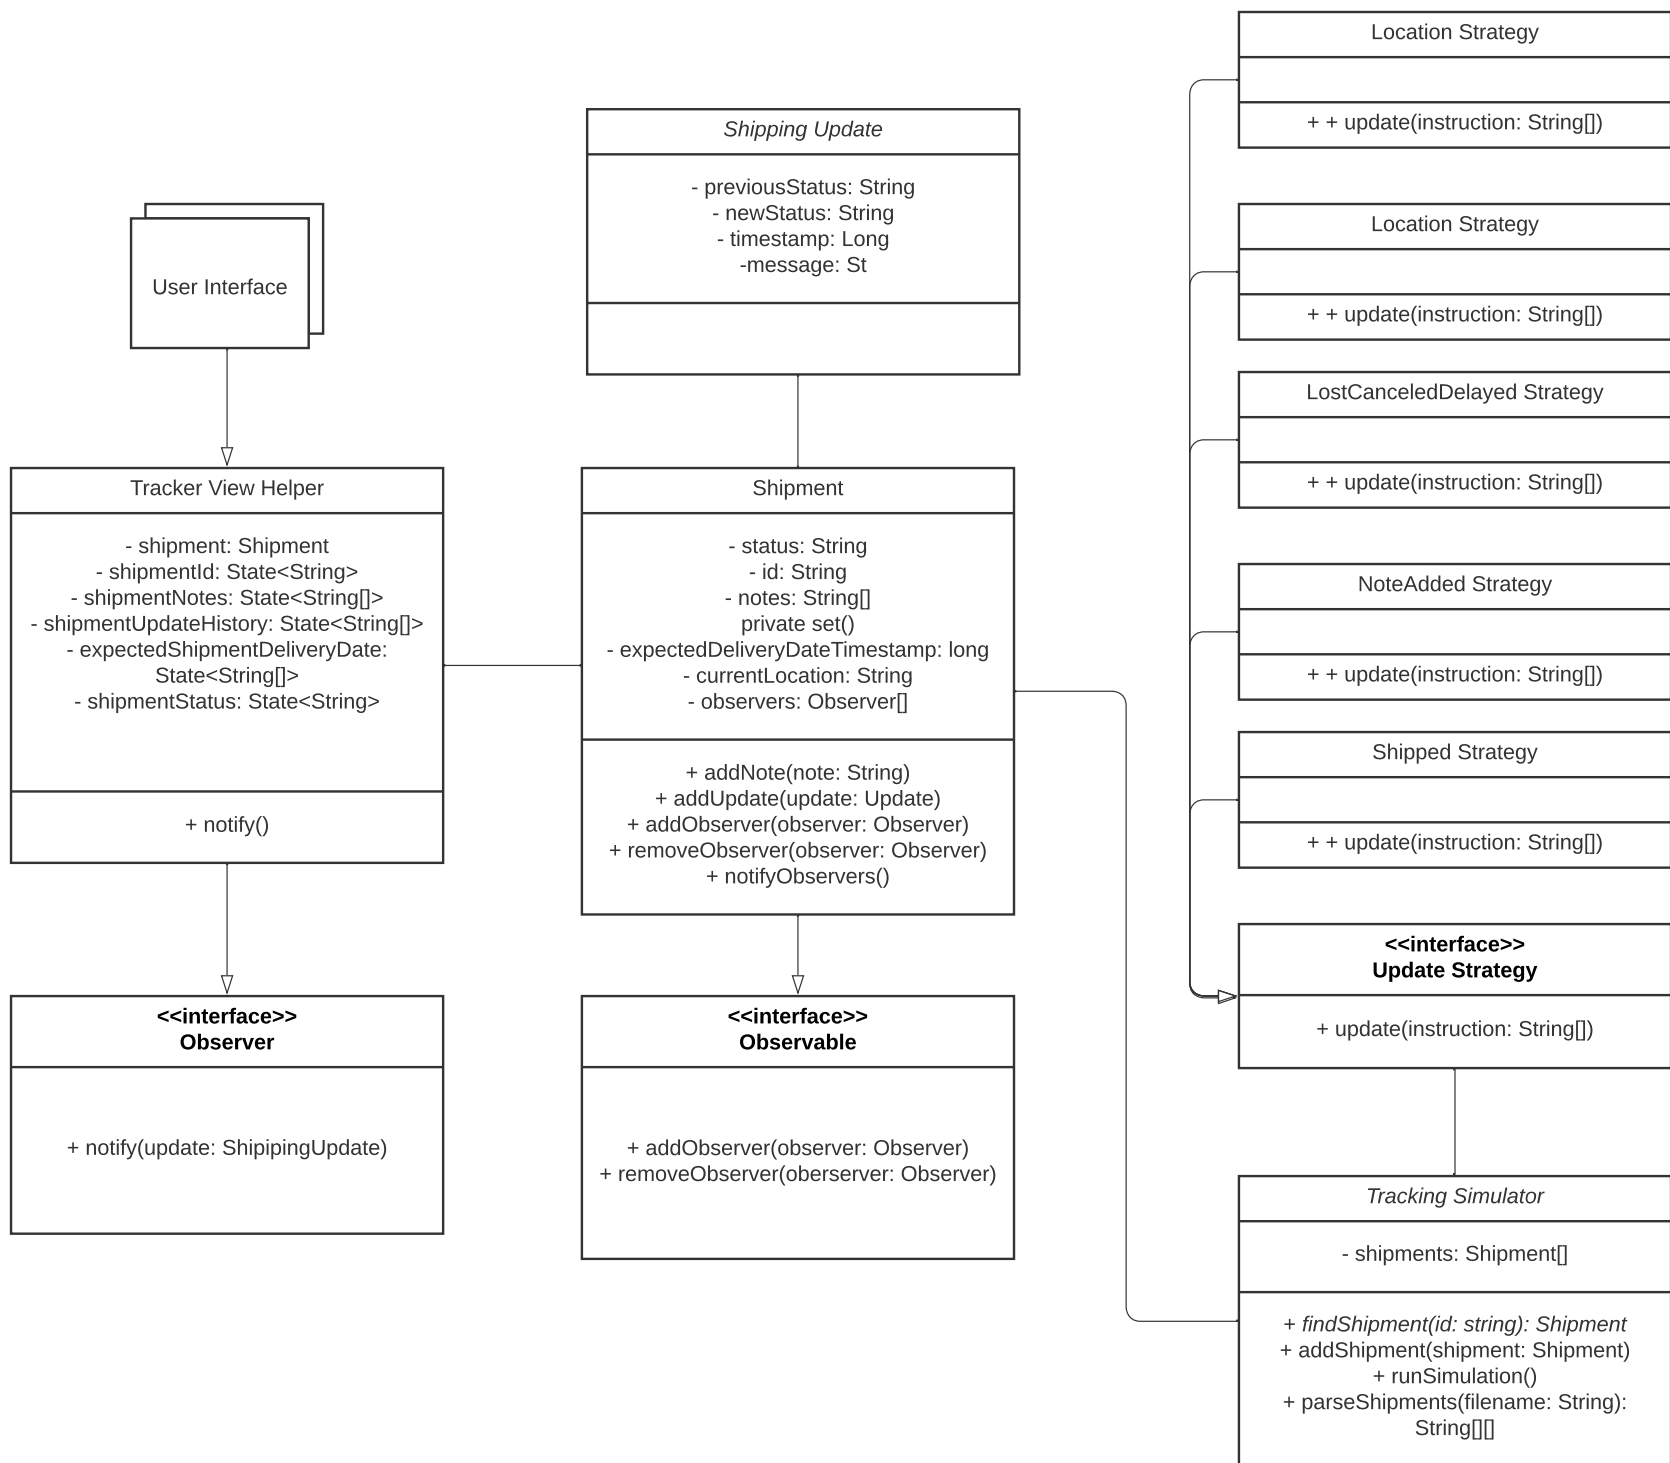 Location Strategy
+ + update(instruction: String[])
Shipping Update
- previousStatus: String
- newStatus: String
- timestamp: Long
-message: St
Location Strategy
+ + update(instruction: String[])
User Interface
LostCanceledDelayed Strategy
+ + update(instruction: String[])
Tracker View Helper
- shipment: Shipment
- shipmentId: State<String>
- shipmentNotes: State<String[]>
- shipmentUpdateHistory: State<String[]>
- expectedShipmentDeliveryDate:
State<String[]>
- shipmentStatus: State<String>
+ notify()
Shipment
- status: String
- id: String
- notes: String[]
private set()
- expectedDeliveryDateTimestamp: long
- currentLocation: String
- observers: Observer[]
+ addNote(note: String)
+ addUpdate(update: Update)
+ addObserver(observer: Observer)
+ removeObserver(observer: Observer)
+ notifyObservers()
NoteAdded Strategy
+ + update(instruction: String[])
Shipped Strategy
+ + update(instruction: String[])
<<interface>>
Update Strategy
+ update(instruction: String[])
<<interface>>
Observer
+ notify(update: ShipipingUpdate)
<<interface>>
Observable
+ addObserver(observer: Observer)
+ removeObserver(oberserver: Observer)
Tracking Simulator
- shipments: Shipment[]
+ findShipment(id: string): Shipment
+ addShipment(shipment: Shipment)
+ runSimulation()
+ parseShipments(filename: String):
String[][]